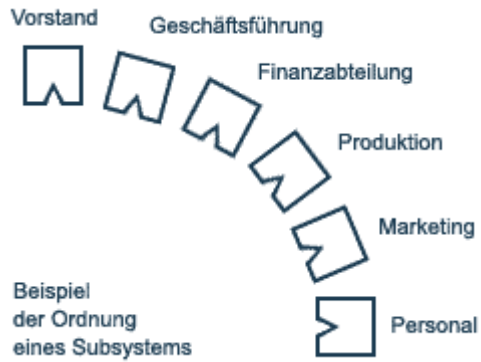 Vorstand
Geschäftsführung
Finanzabteilung
Produktion
Marketing
Personal
Beispiel
der Ordnung
eines Subsystems